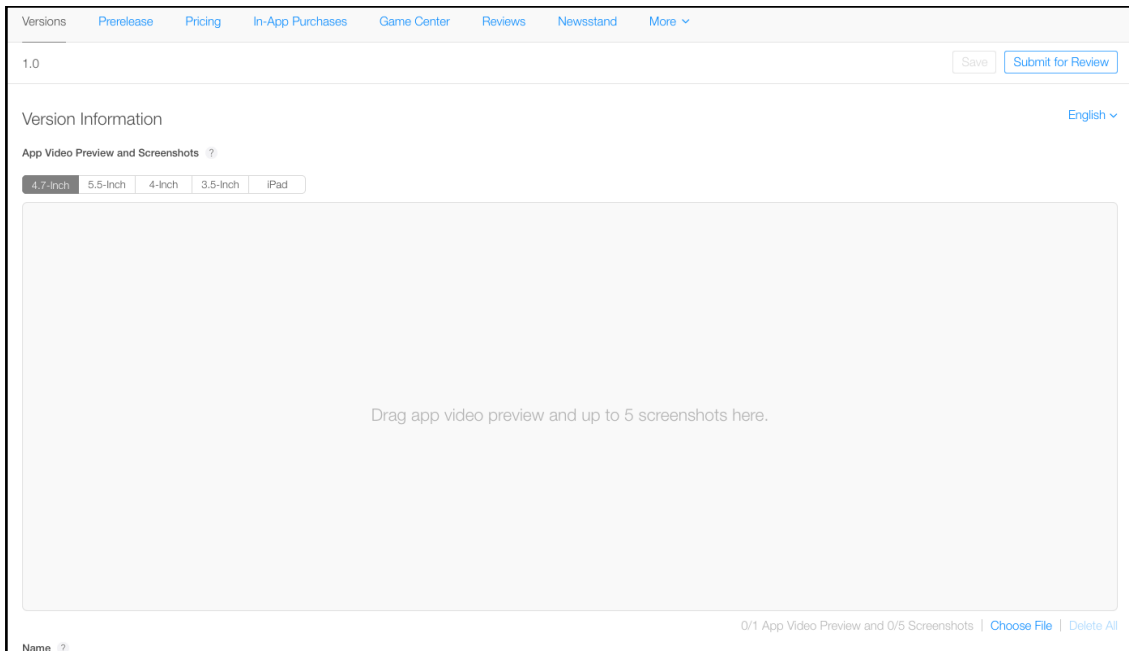 Versions Prerelease Pricing In-App Purchases Game Center Reviews Newsstand More
1.0 Save Submit for Review
Version Information English
App Video Preview and Screenshots ?
4.7-Inch 5.5-Inch 4-Inch 3.5-Inch iPad
Drag app video preview and up to 5 screenshots here.
0/1 App Video Preview and 0/5 Screenshots | Choose File | Delete All
Name ?